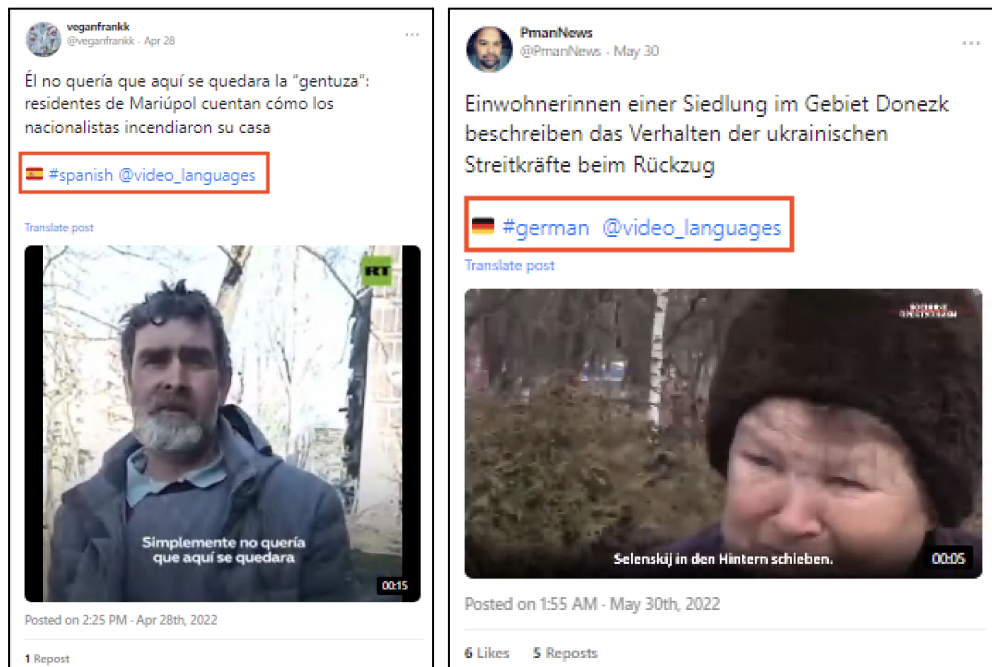 veganfrankk
@veganfrankk · Apr 28
Él no quería que aquí se quedara la "gentuza":
residentes de Mariúpol cuentan cómo los
nacionalistas incendiaron su casa
#spanish @video_languages
Translate post
RT
Simplemente no quería
que aquí se quedara
00:15
Posted on 2:25 PM · Apr 28th, 2022
1 Repost
PmanNews
@PmanNews · May 30
Einwohnerinnen einer Siedlung im Gebiet Donezk
beschreiben das Verhalten der ukrainischen
Streitkräfte beim Rückzug
#german @video_languages
Translate post
Selenskij in den Hintern schieben.
00:05
Posted on 1:55 AM · May 30th, 2022
6 Likes 5 Reposts